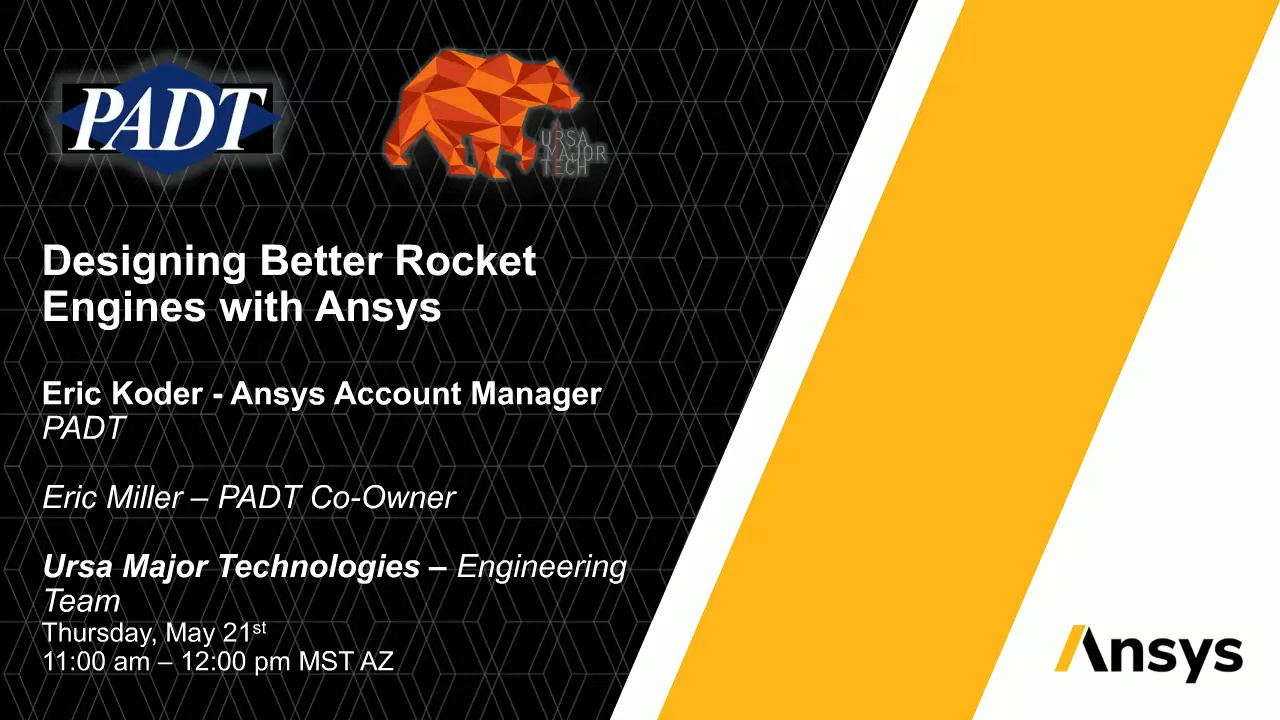 PADT
URSA
MAJOR
TECH
Designing Better Rocket
Engines with Ansys
Eric Koder - Ansys Account Manager
PADT
Eric Miller – PADT Co-Owner
Ursa Major Technologies – Engineering
Team
Thursday, May 21st
11:00 am – 12:00 pm MST AZ
Ansys